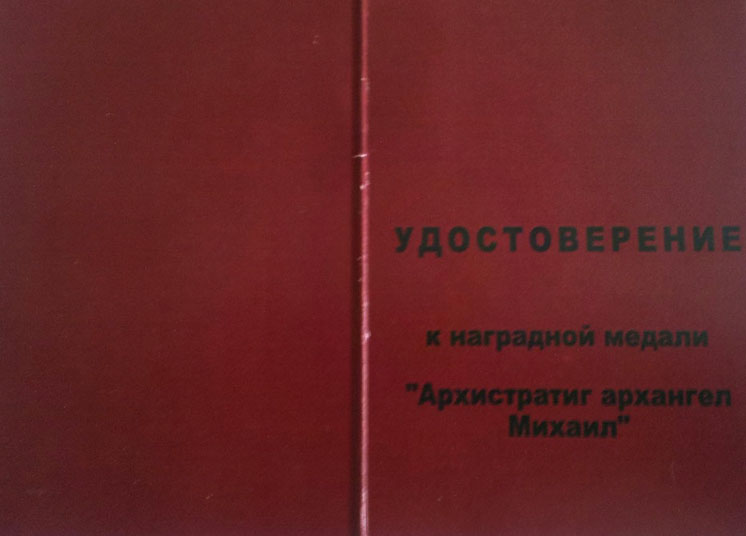 УДОСТОВЕРЕНИЕ
к наградной медали
"Архистратиг архангел
Михаил"